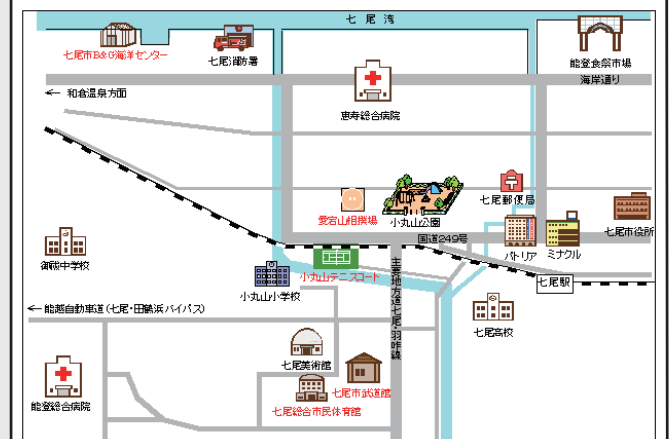 七尾湾
七尾市B&G海洋センター
七尾消防署
能登食祭市場
海岸通り
← 和倉温泉方面
恵寿総合病院
七尾郵便局
愛宕山相撲場
小丸山公園
七尾市役所
国道249号
パトリア
ミナクル
御祓中学校
小丸山テニスコート
小丸山小学校
主要地方道七尾・羽咋線
七尾駅
← 能越自動車道(七尾・田鶴浜バイパス)
七尾高校
七尾美術館
七尾市武道館
能登総合病院
七尾総合市民体育館